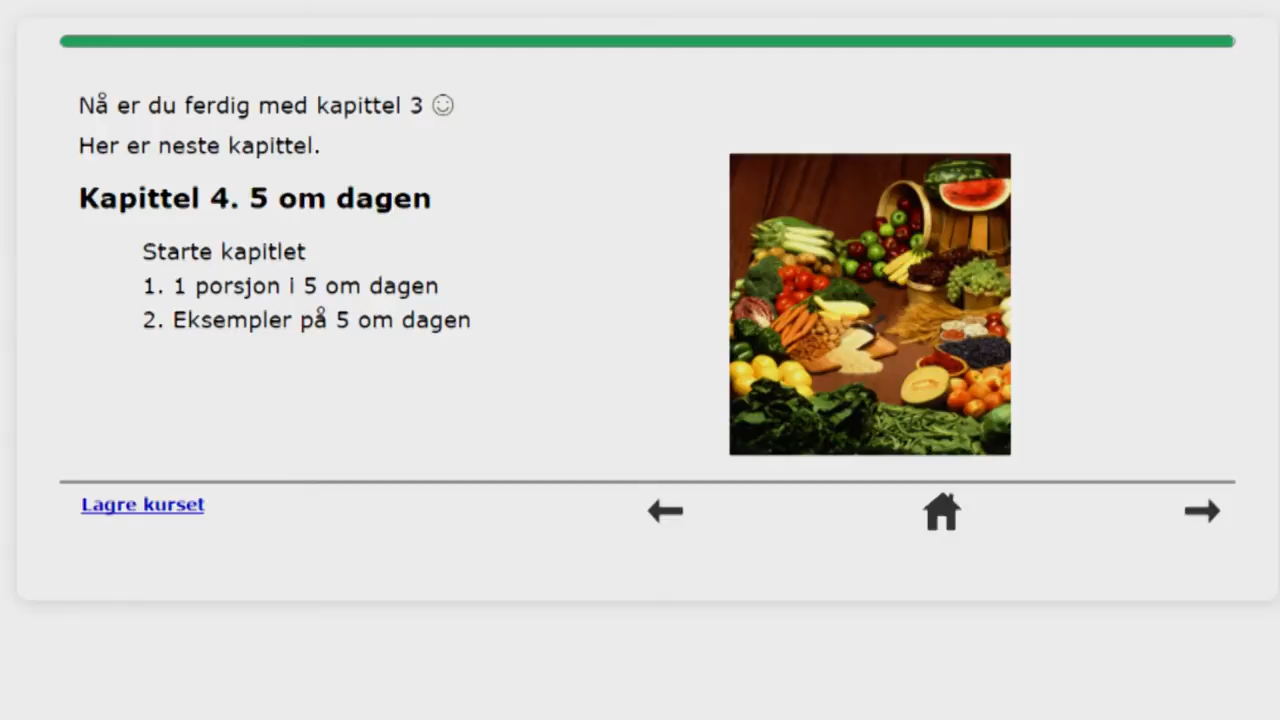 Nå er du ferdig med kapittel 3 ☺
Her er neste kapittel.
Kapittel 4. 5 om dagen
Starte kapitlet
1. 1 porsjon i 5 om dagen
2. Eksempler på 5 om dagen
Lagre kurset